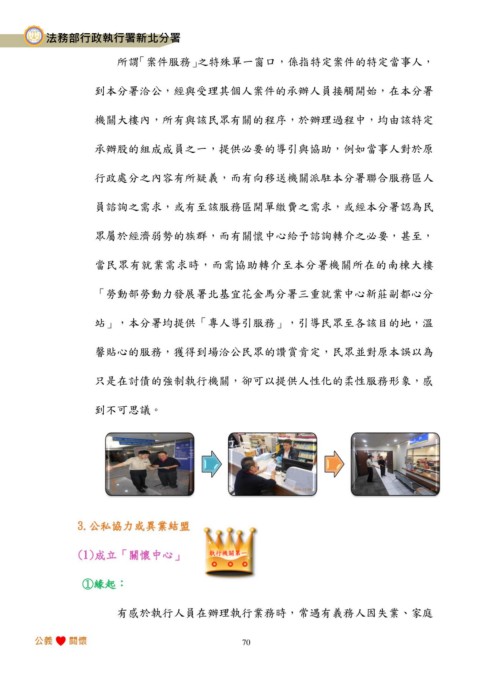 法務部行政執行署新北分署
所謂「案件服務」之特殊單一窗口，係指特定案件的特定當事人，
到本分署洽公，經與受理其個人案件的承辦人員接觸開始，在本分署
機關大樓內，所有與該民眾有關的程序，於辦理過程中，均由該特定
承辦股的組成成員之一，提供必要的導引與協助，例如當事人對於原
行政處分之內容有所疑義，而有向移送機關派駐本分署聯合服務區人
員諮詢之需求，或有至該服務區開單繳費之需求，或經本分署認為民
眾屬於經濟弱勢的族群，而有關懷中心給予諮詢轉介之必要，甚至，
當民眾有就業需求時，而需協助轉介至本分署機關所在的南棟大樓
「勞動部勞動力發展署北基宜花金馬分署三重就業中心新莊副都心分
站」，本分署均提供「專人導引服務」，引導民眾至各該目的地，溫
馨貼心的服務，獲得到場洽公民眾的讚賞肯定，民眾並對原本誤以為
只是在討債的強制執行機關，卻可以提供人性化的柔性服務形象，感
到不可思議。
3.公私協力或異業結盟
執行機關第一
(1)成立「關懷中心」
①緣起：
有感於執行人員在辦理執行業務時，常遇有義務人因失業、家庭
公義 關懷
70